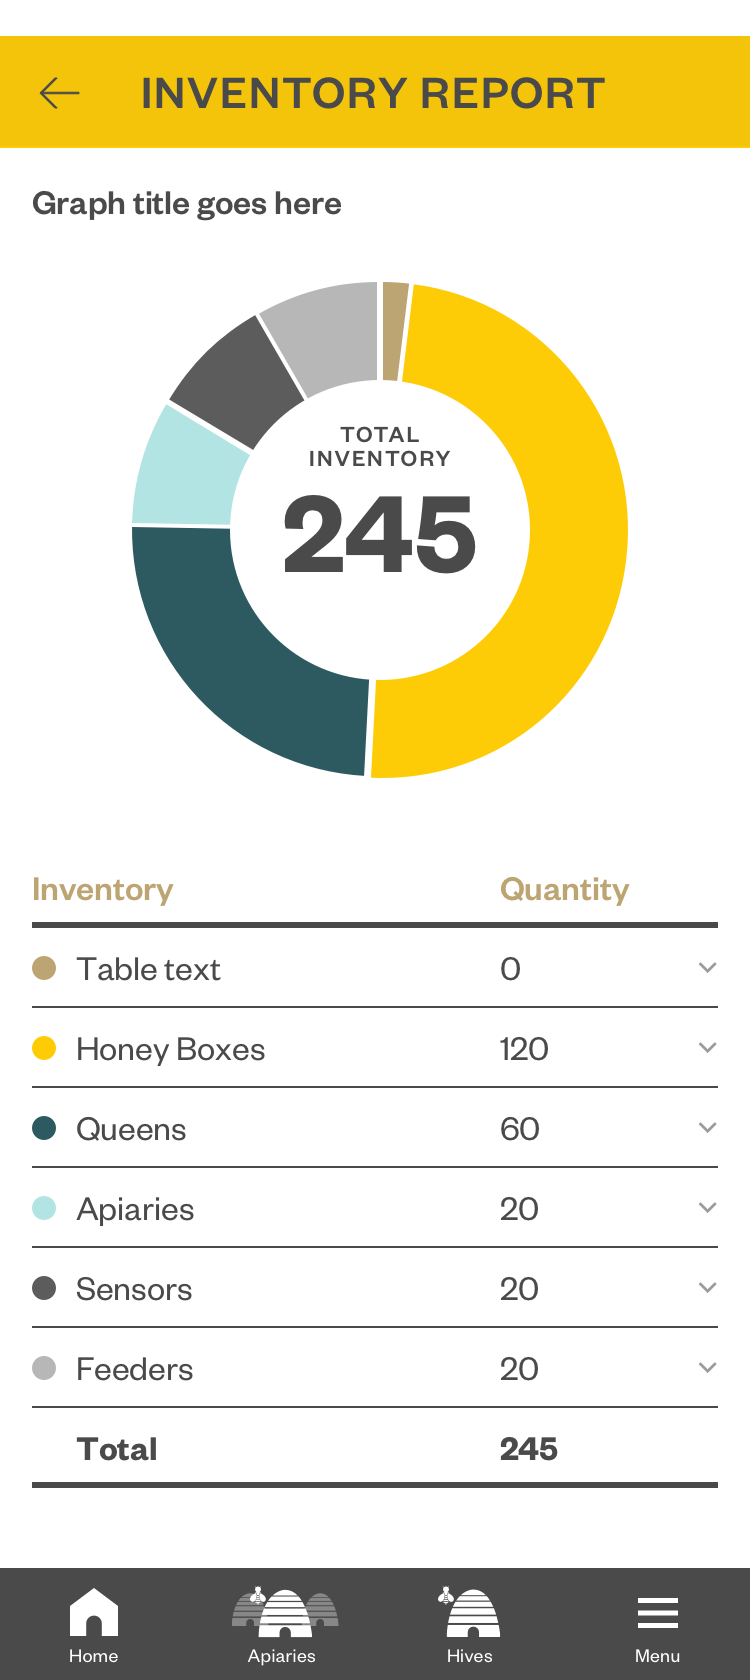 INVENTORY REPORT
Graph title goes here
TOTAL
INVENTORY
245
Inventory Quantity
Table text 0
Honey Boxes 120
Queens 60
Apiaries 20
Sensors 20
Feeders 20
Total 245
Home Apiaries Hives Menu